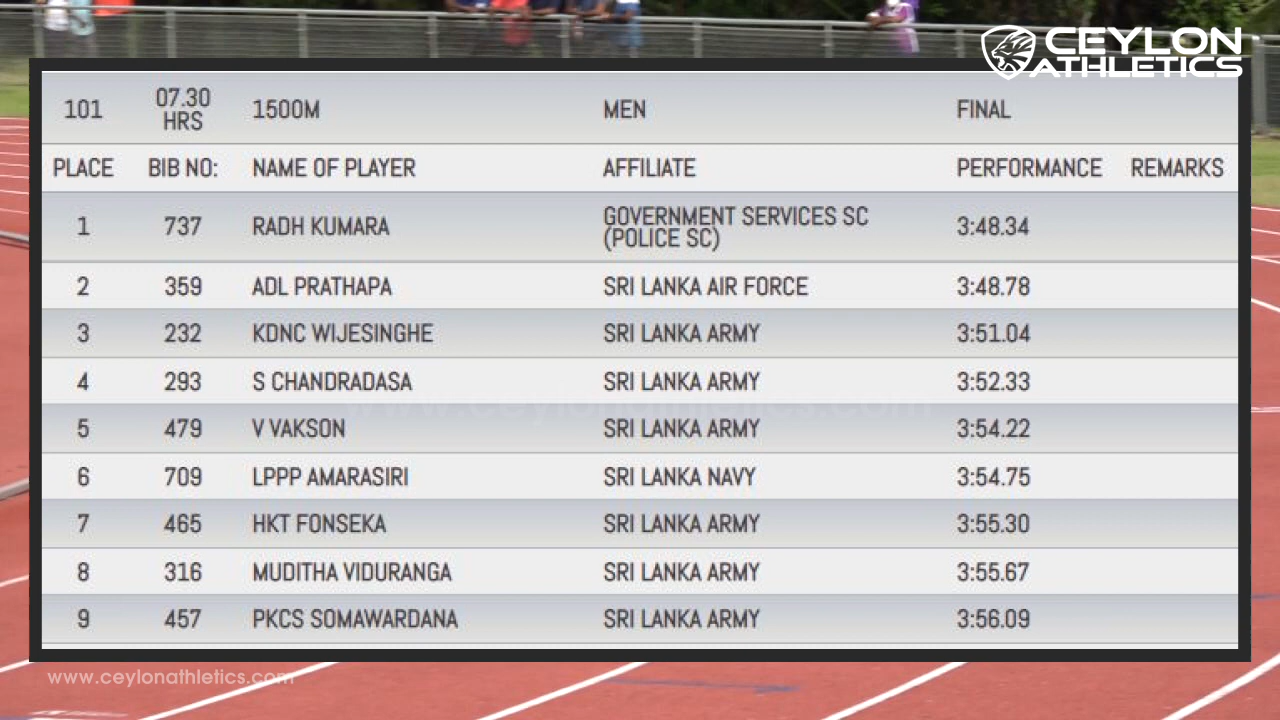 CEYLON
ATHLETICS
101 07.30 HRS 1500M MEN FINAL
PLACE BIB NO: NAME OF PLAYER AFFILIATE PERFORMANCE REMARKS
1 737 RADH KUMARA GOVERNMENT SERVICES SC (POLICE SC) 3:48.34
2 359 ADL PRATHAPA SRI LANKA AIR FORCE 3:48.78
3 232 KDNC WIJESINGHE SRI LANKA ARMY 3:51.04
4 293 S CHANDRADASA SRI LANKA ARMY 3:52.33
5 479 V VAKSON SRI LANKA ARMY 3:54.22
6 709 LPPP AMARASIRI SRI LANKA NAVY 3:54.75
7 465 HKT FONSEKA SRI LANKA ARMY 3:55.30
8 316 MUDITHA VIDURANGA SRI LANKA ARMY 3:55.67
9 457 PKCS SOMAWARDANA SRI LANKA ARMY 3:56.09
www.ceylonathletics.com
www.ceylonathletics.com